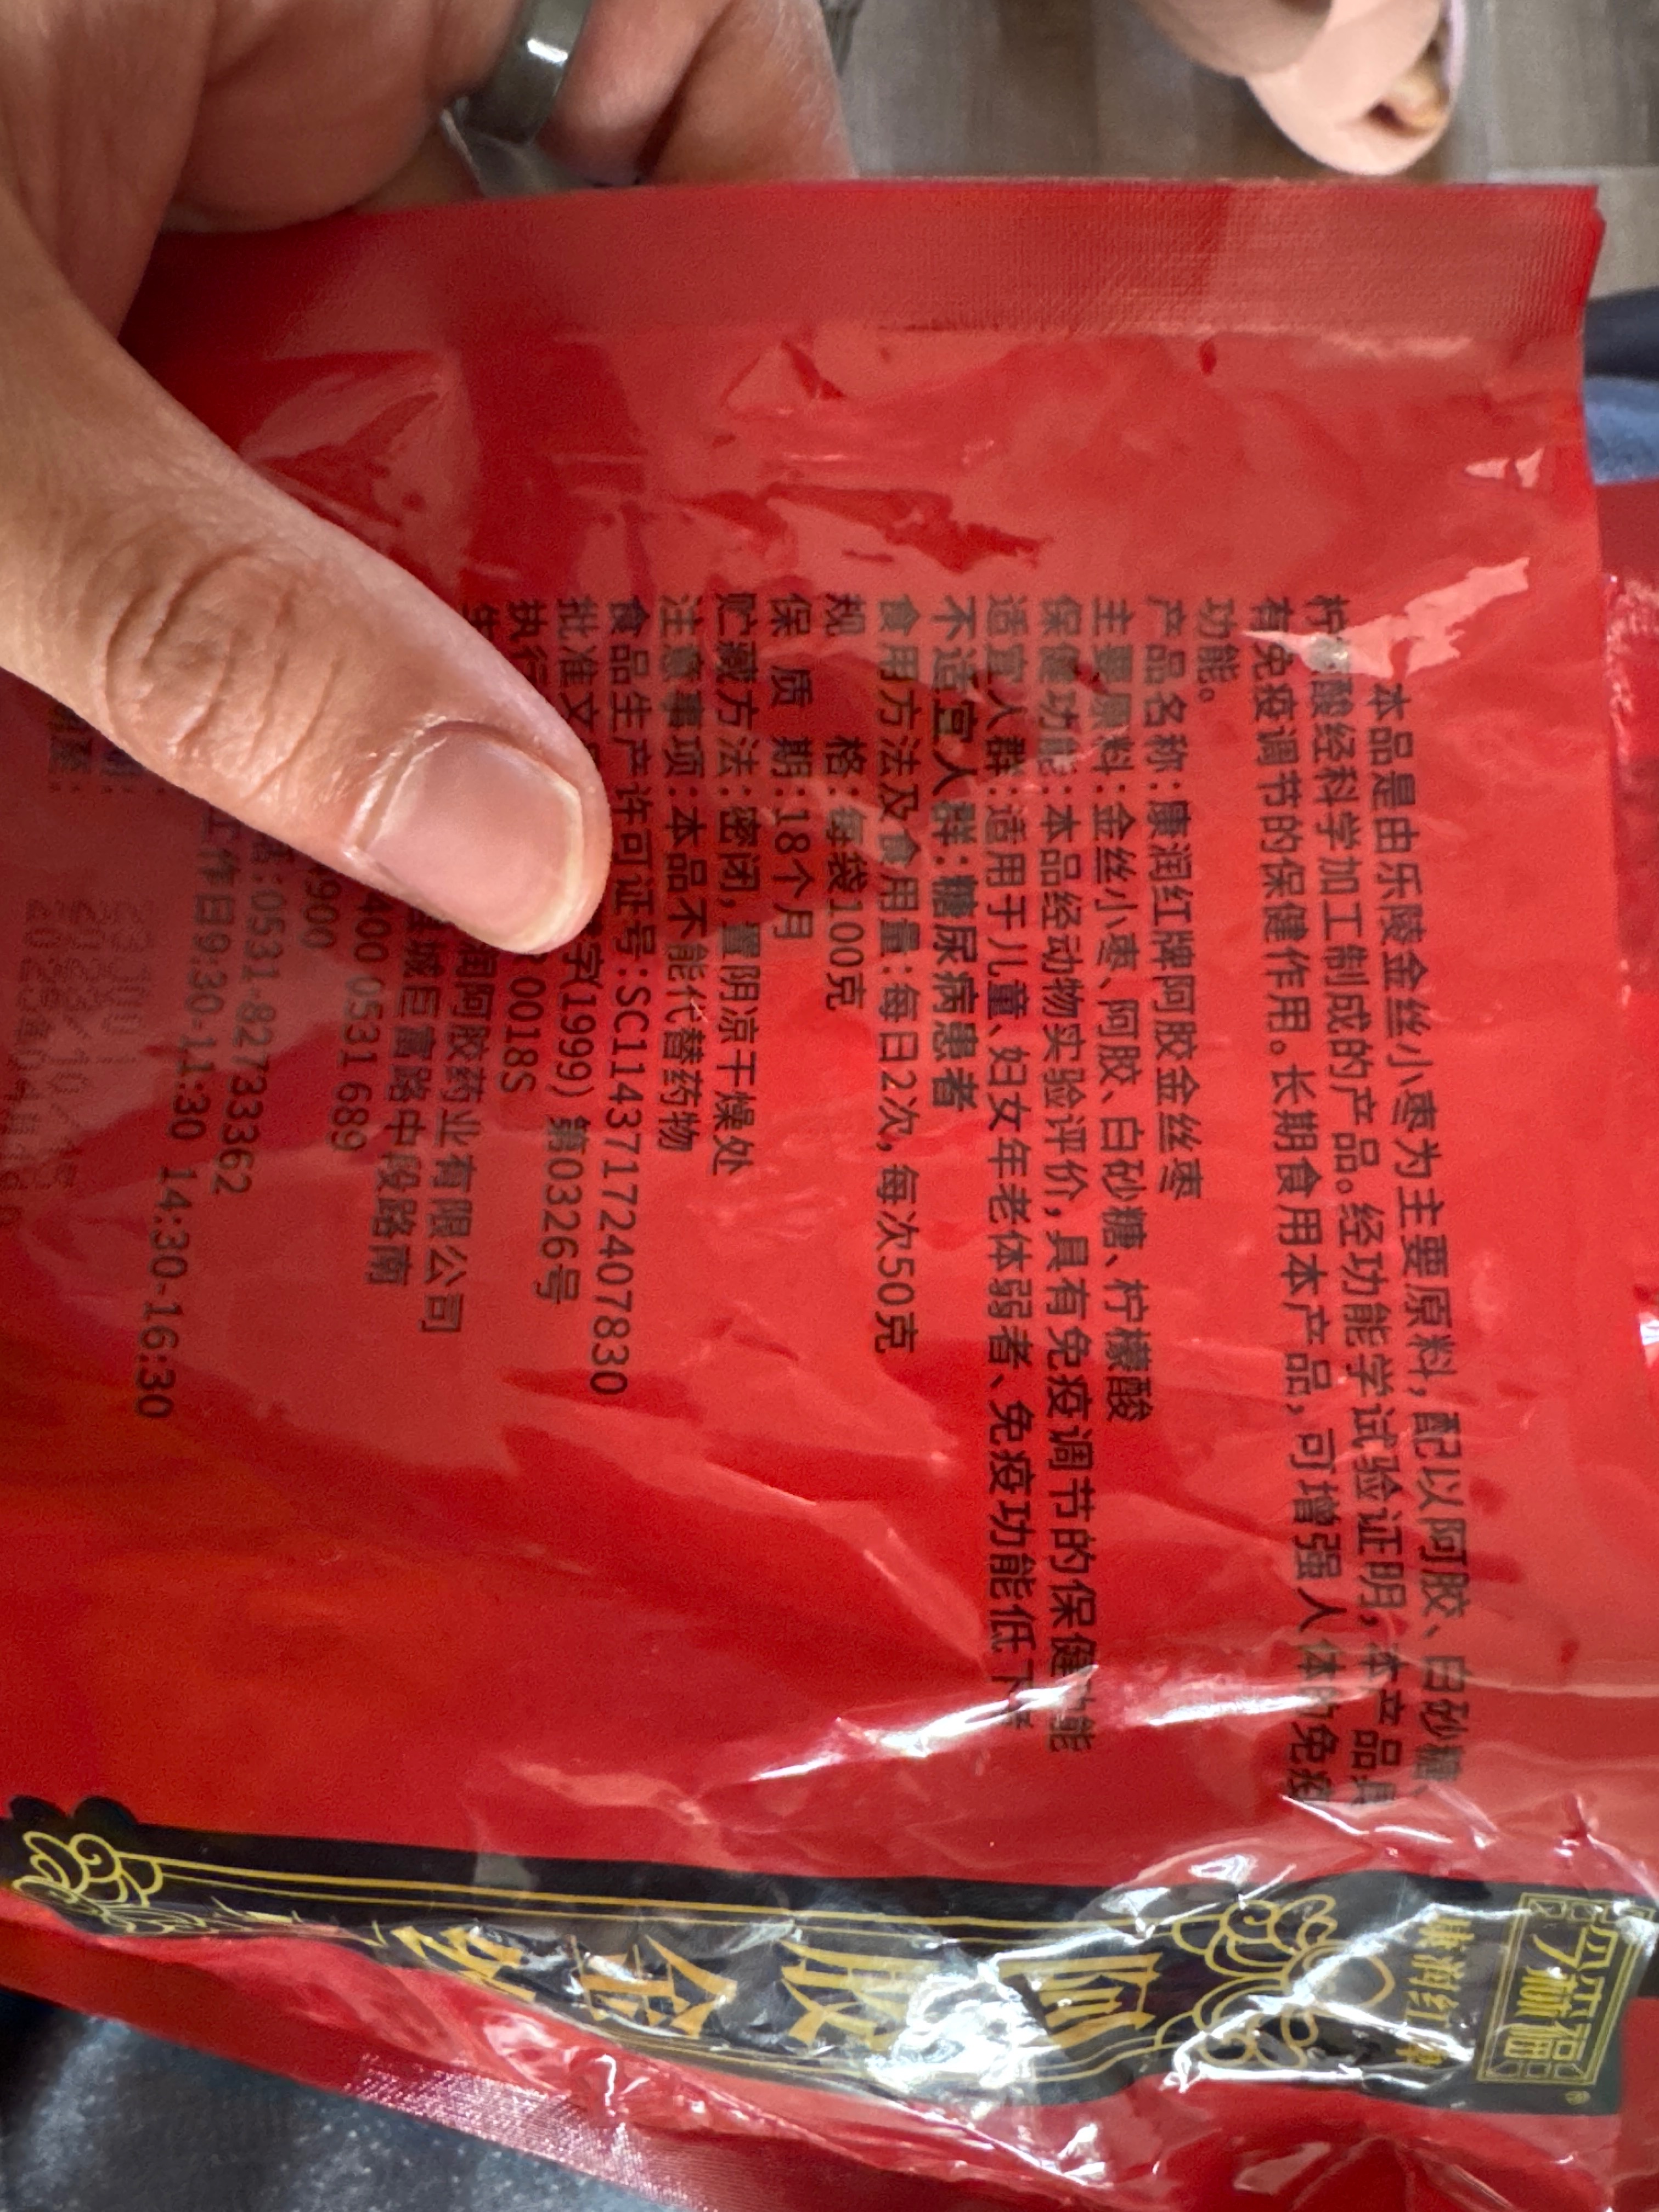 本品是由乐陵金丝小枣为主要原料,配以阿胶、白砂糖、
柠檬酸经科学加工制成的产品。经功能学试验证明,本产品具
有免疫调节的保健作用。长期食用本产品,可增强人体的免疫
功能。
产品名称:康润红牌阿胶金丝枣
主要原料:金丝小枣、阿胶、白砂糖、柠檬酸
保健功能:本品经动物实验评价,具有免疫调节的保健功能
适宜人群:适用于儿童、妇女年老体弱者、免疫功能低下者
不适宜人群:糖尿病患者
食用方法及食用量:每日2次,每次50克
规 格:每袋100克
保 质 期:18个月
贮藏方法:密闭,置阴凉干燥处
注意事项:本品不能代替药物
食品生产许可证号:SC11437172407830
批准文 字(1999)第0326号
执行 0018S
阿胶药业有限公司
城巨富路中段路南
400 0531 689
900
:0531-82733362
工作日9:30-11:30 14:30-16:30
康润红牌
阿胶金丝